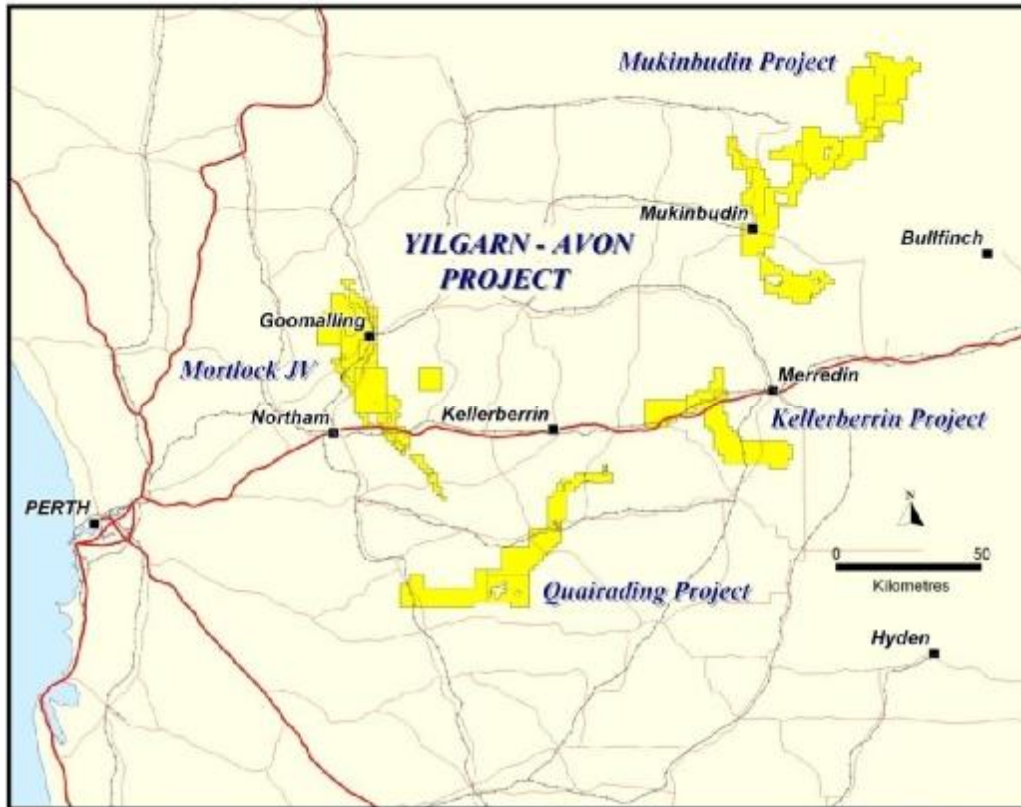 Mukinbudin Project
Mukinbudin
Bullfinch
YILGARN - AVON
PROJECT
Goomalling
Mortlock JV
Merredin
Northam
Kellerberrin
Kellerberrin Project
PERTH
N
0 50
Kilometres
Quairading Project
Hyden